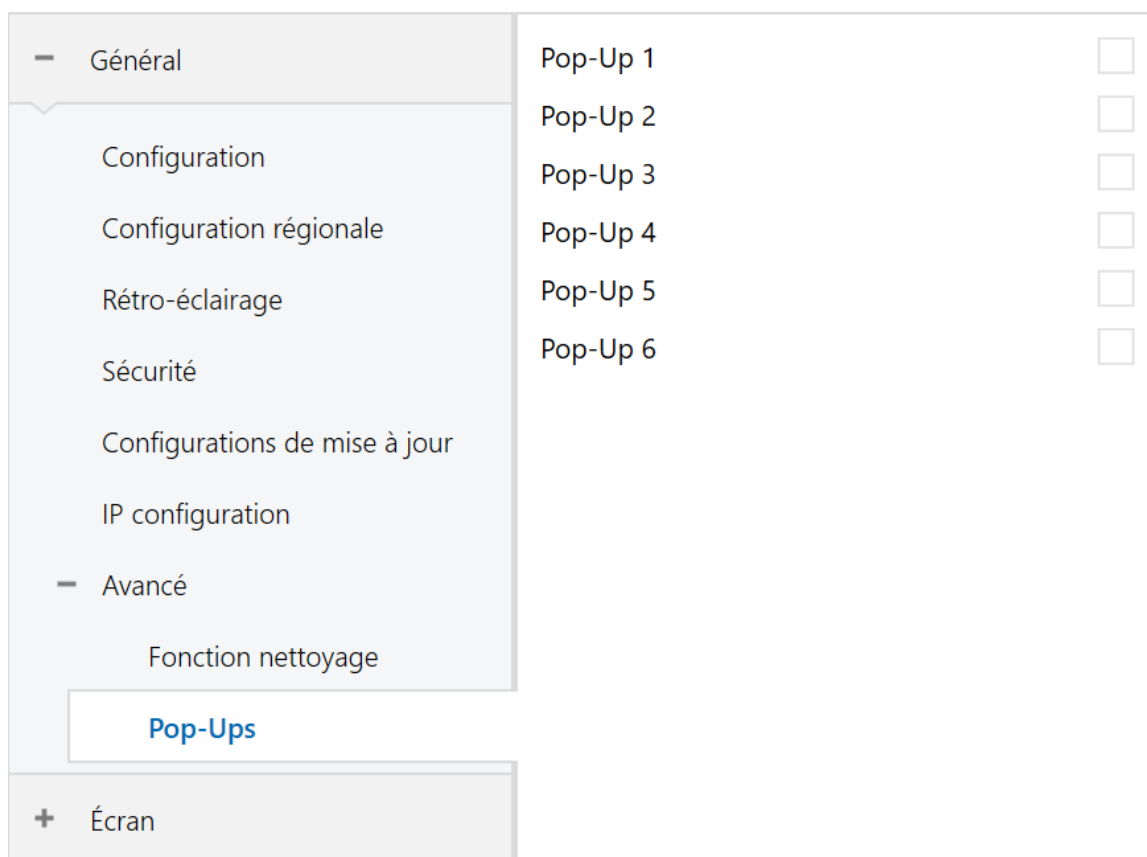 Général
Configuration
Configuration régionale
Rétro-éclairage
Sécurité
Configurations de mise à jour
IP configuration
Avancé
Fonction nettoyage
Pop-Ups
Écran
Pop-Up 1
Pop-Up 2
Pop-Up 3
Pop-Up 4
Pop-Up 5
Pop-Up 6